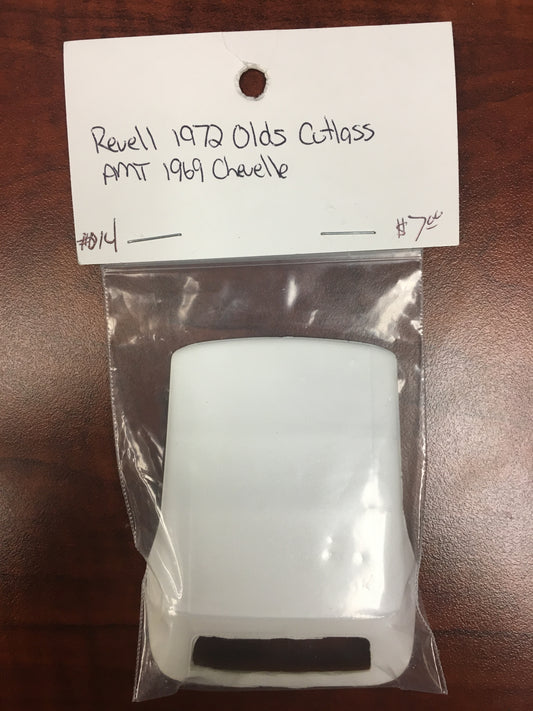 Revell 1972 Olds Cutlass
AMT 1969 Chevelle
#014 $7.00